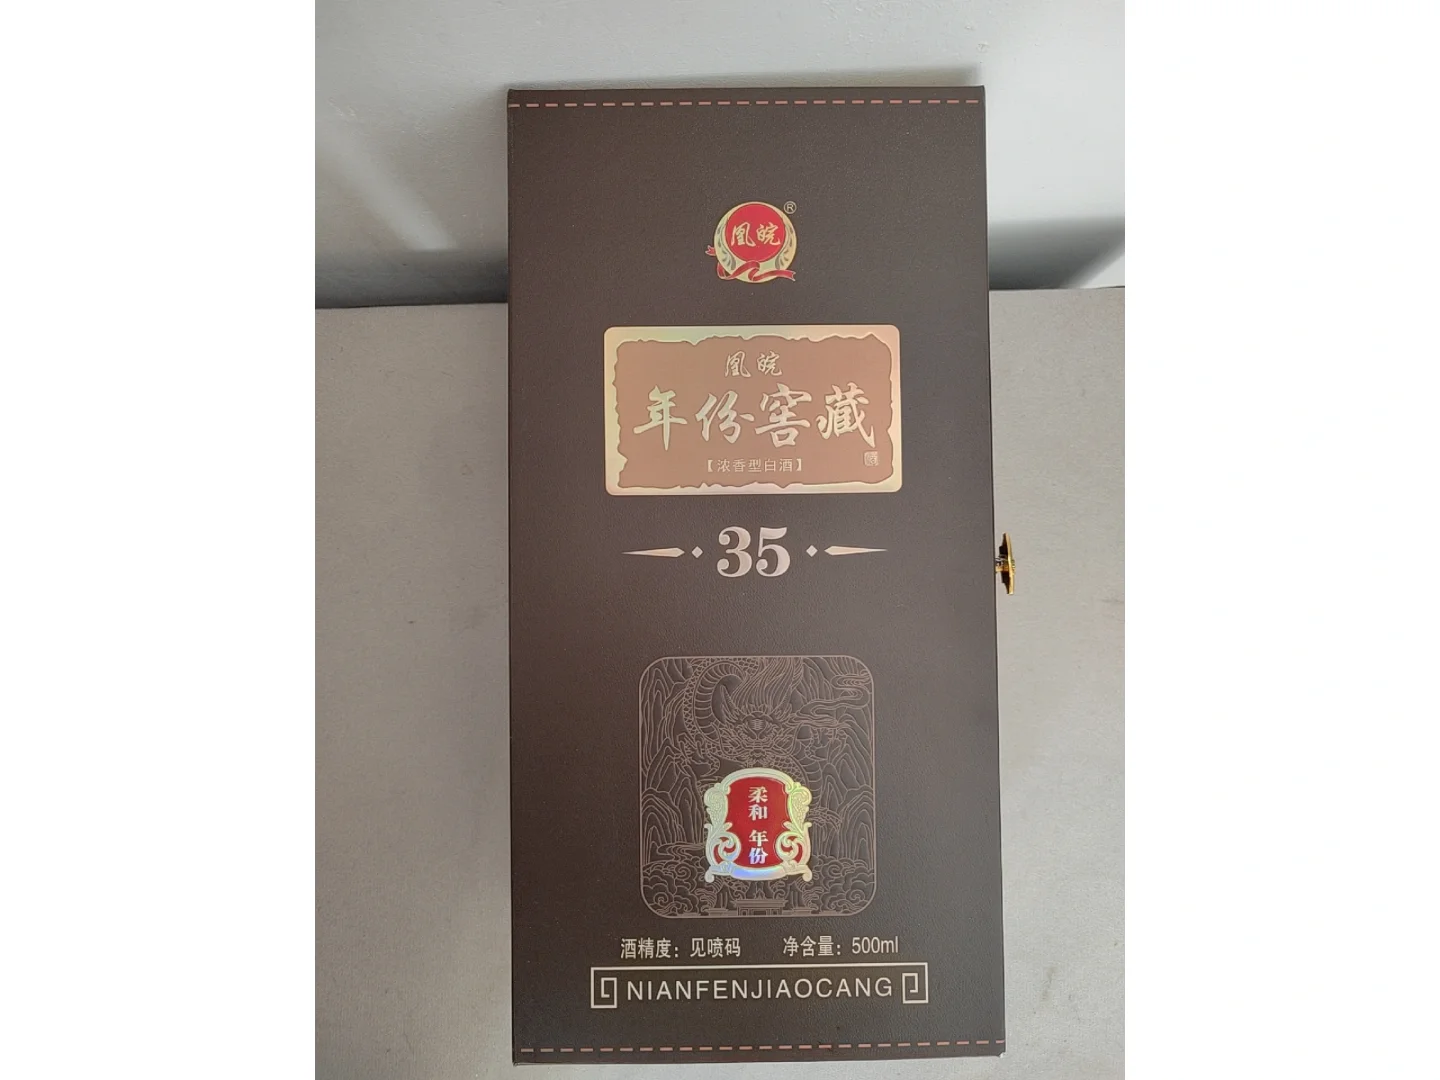 凰皖®
凰皖
年份窖藏
【浓香型白酒】
·35·
柔和 年份
酒精度：见喷码 净含量：500ml
NIANFENJIAOCANG